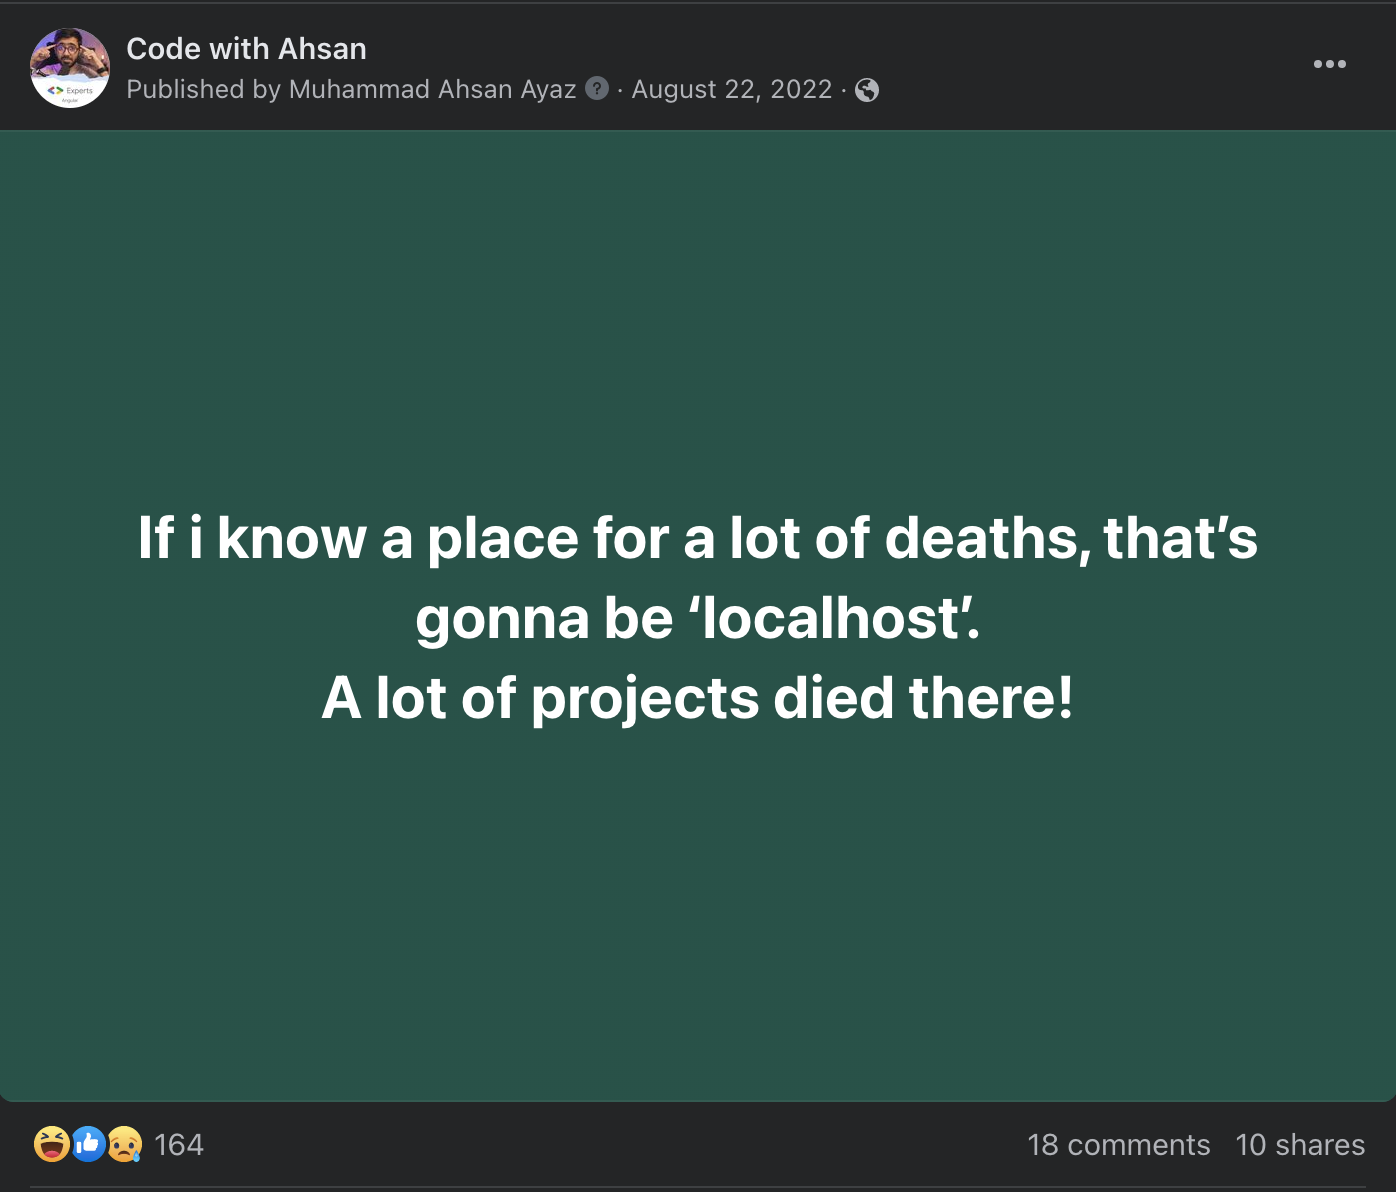 Code with Ahsan
Published by Muhammad Ahsan Ayaz ? · August 22, 2022 ·
<> Experts
Angular
If i know a place for a lot of deaths, that’s
gonna be ‘localhost’.
A lot of projects died there!
164
18 comments 10 shares